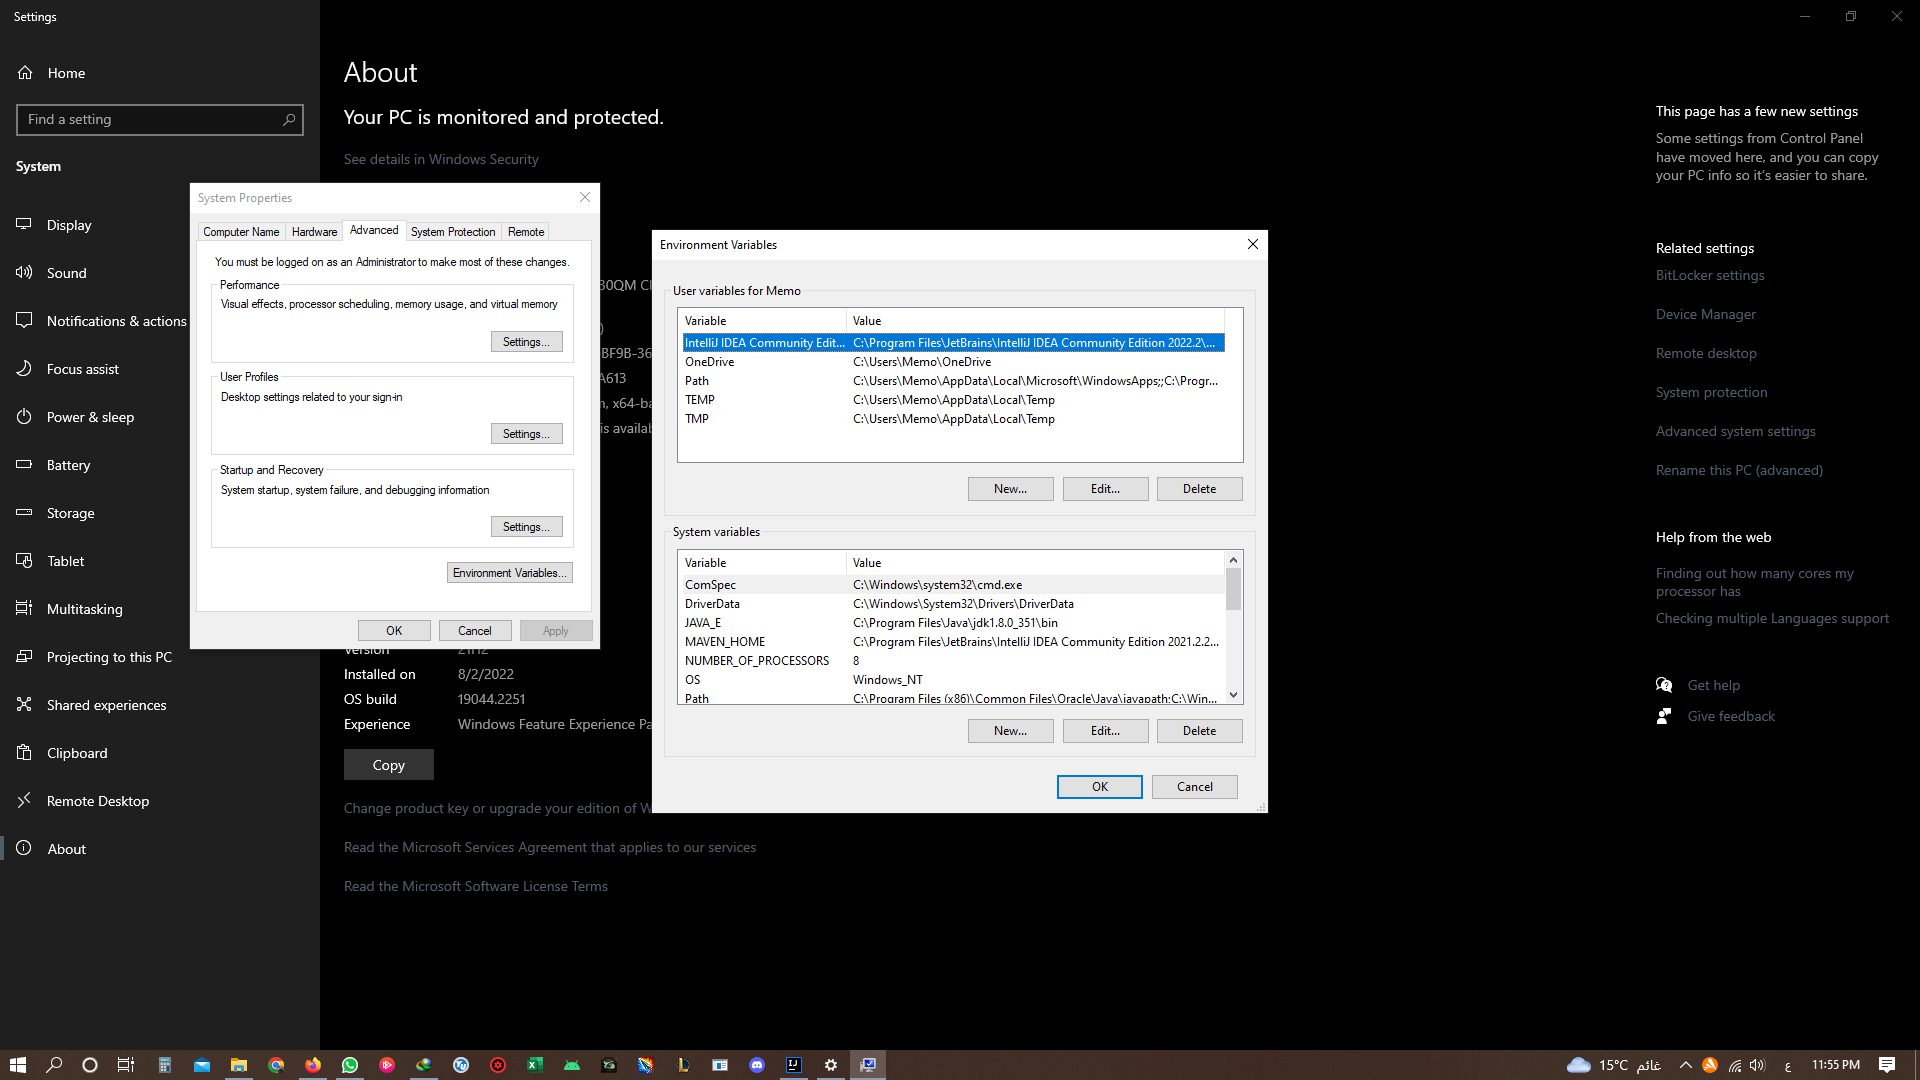 Settings
Home
Find a setting
System
Display
Sound
Notifications & actions
Focus assist
Power & sleep
Battery
Storage
Tablet
Multitasking
Projecting to this PC
Shared experiences
Clipboard
Remote Desktop
About
About
Your PC is monitored and protected.
See details in Windows Security
System Properties
Computer Name
Hardware
Advanced
System Protection
Remote
You must be logged on as an Administrator to make most of these changes.
Performance
Visual effects, processor scheduling, memory usage, and virtual memory
Settings...
User Profiles
Desktop settings related to your sign-in
Settings...
Startup and Recovery
System startup, system failure, and debugging information
Settings...
Environment Variables...
OK
Cancel
Apply
30QM
BF9B-36
A613
x64-ba
is availab
Version 21H2
Installed on 8/2/2022
OS build 19044.2251
Experience Windows Feature Experience Pa
Copy
Change product key or upgrade your edition of W
Read the Microsoft Services Agreement that applies to our services
Read the Microsoft Software License Terms
Environment Variables
User variables for Memo
Variable Value
IntelliJ IDEA Community Edit... C:\Program Files\JetBrains\IntelliJ IDEA Community Edition 2022.2\...
OneDrive C:\Users\Memo\OneDrive
Path C:\Users\Memo\AppData\Local\Microsoft\WindowsApps;;C:\Progr...
TEMP C:\Users\Memo\AppData\Local\Temp
TMP C:\Users\Memo\AppData\Local\Temp
New... Edit... Delete
System variables
Variable Value
ComSpec C:\Windows\system32\cmd.exe
DriverData C:\Windows\System32\Drivers\DriverData
JAVA_E C:\Program Files\Java\jdk1.8.0_351\bin
MAVEN_HOME C:\Program Files\JetBrains\IntelliJ IDEA Community Edition 2021.2.2...
NUMBER_OF_PROCESSORS 8
OS Windows_NT
Path C:\Program Files (x86)\Common Files\Oracle\Java\javapath;C:\Win...
New... Edit... Delete
OK Cancel
This page has a few new settings
Some settings from Control Panel
have moved here, and you can copy
your PC info so it's easier to share.
Related settings
BitLocker settings
Device Manager
Remote desktop
System protection
Advanced system settings
Rename this PC (advanced)
Help from the web
Finding out how many cores my
processor has
Checking multiple Languages support
Get help
Give feedback
15°C غائم
ع
11:55 PM